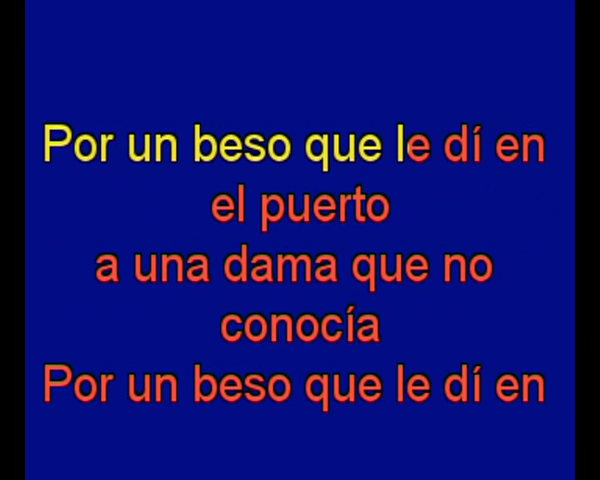 Por un beso que le dí en
el puerto
a una dama que no
conocía
Por un beso que le dí en